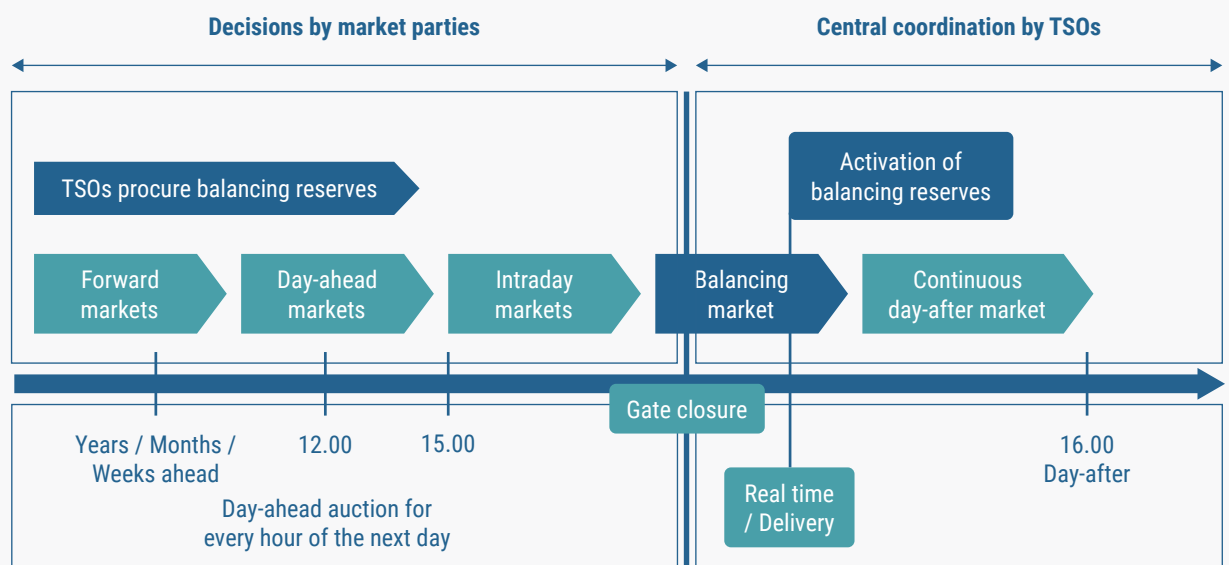 Decisions by market parties
Central coordination by TSOs
TSOs procure balancing reserves
Activation of
balancing reserves
Forward
markets
Day-ahead
markets
Intraday
markets
Balancing
market
Continuous
day-after market
Gate closure
Years / Months /
Weeks ahead
12.00
15.00
16.00
Day-after
Day-ahead auction for
every hour of the next day
Real time
/ Delivery